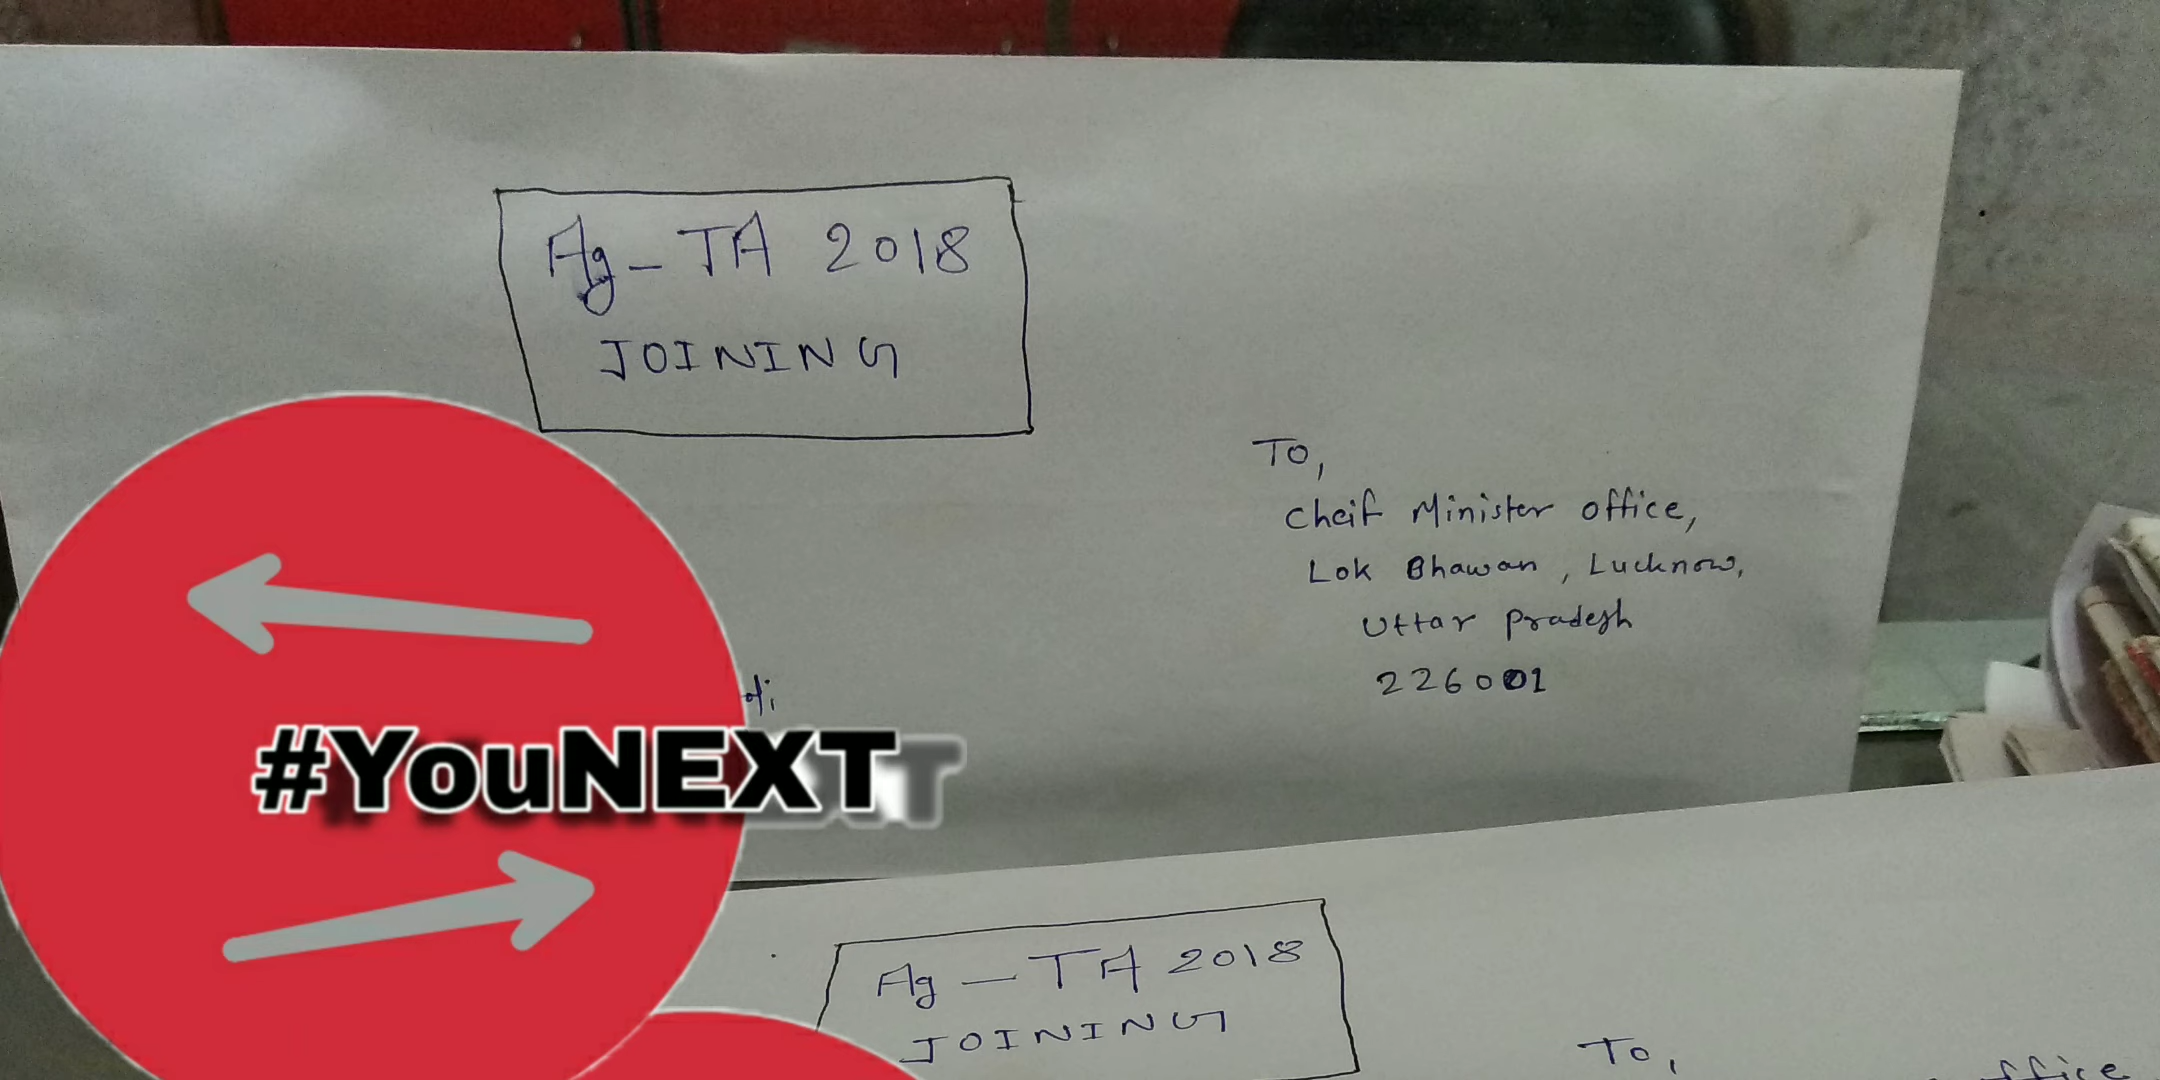 Ag - TA 2018
JOINING
To,
Cheif Minister office,
Lok Bhawan, Lucknow,
Uttar Pradesh
226001
#YouNEXT
Ag - TA 2018
JOINING
To,
office